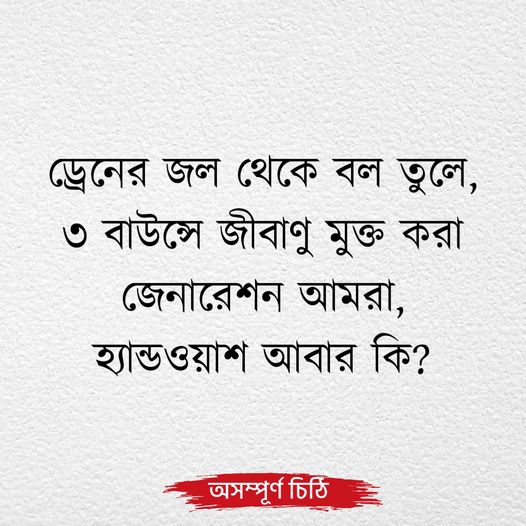 ড্রেনের জল থেকে বল তুলে,
৩ বাউন্সে জীবাণু মুক্ত করা
জেনারেশন আমরা,
হ্যান্ডওয়াশ আবার কি?
অসম্পূর্ণ চিঠি